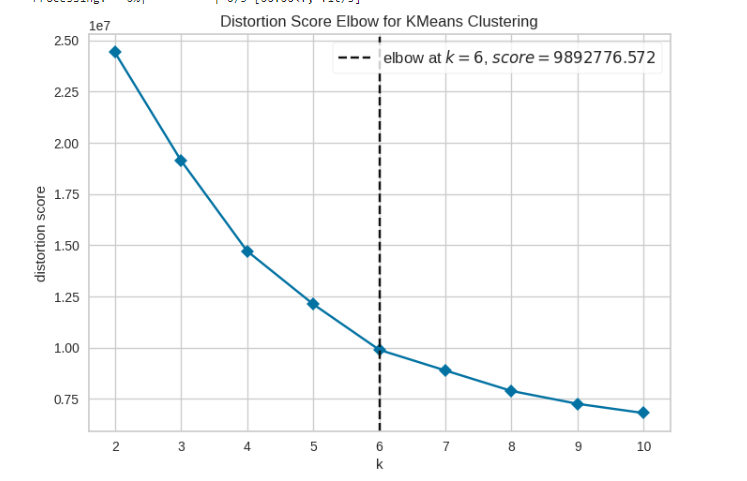 Distortion Score Elbow for KMeans Clustering
1e7
elbow at k = 6, score = 9892776.572
2.50
2.25
2.00
1.75
1.50
1.25
1.00
0.75
distortion score
2 3 4 5 6 7 8 9 10
k